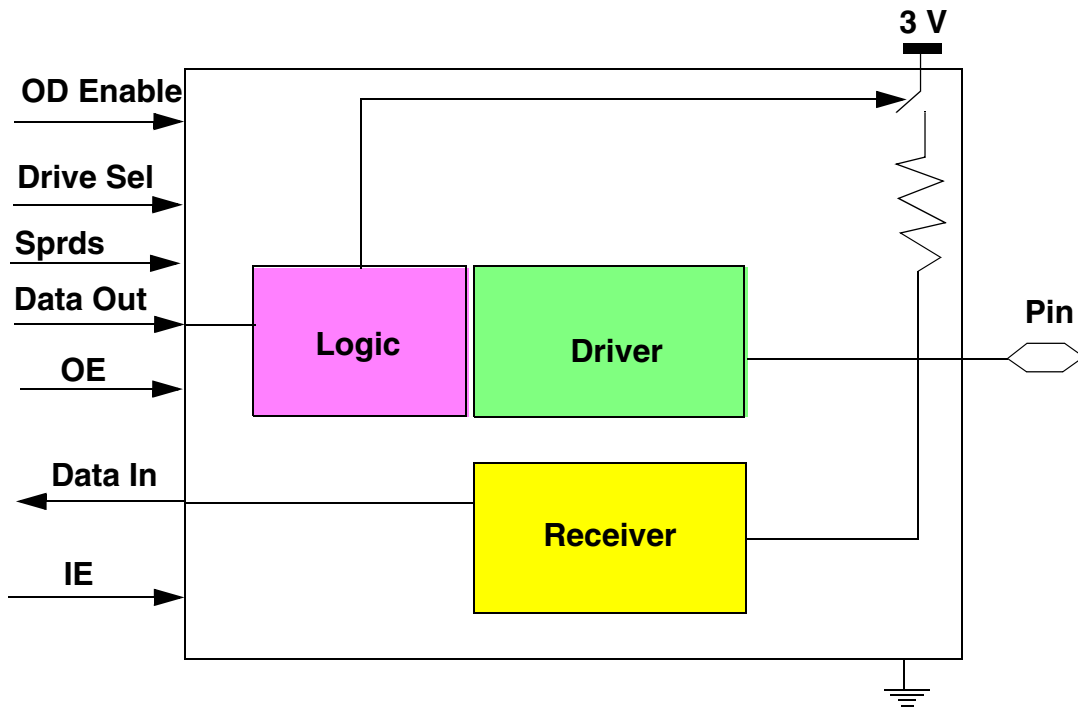 3 V
OD Enable
Drive Sel
Sprds
Data Out
OE
Logic
Driver
Pin
Data In
Receiver
IE